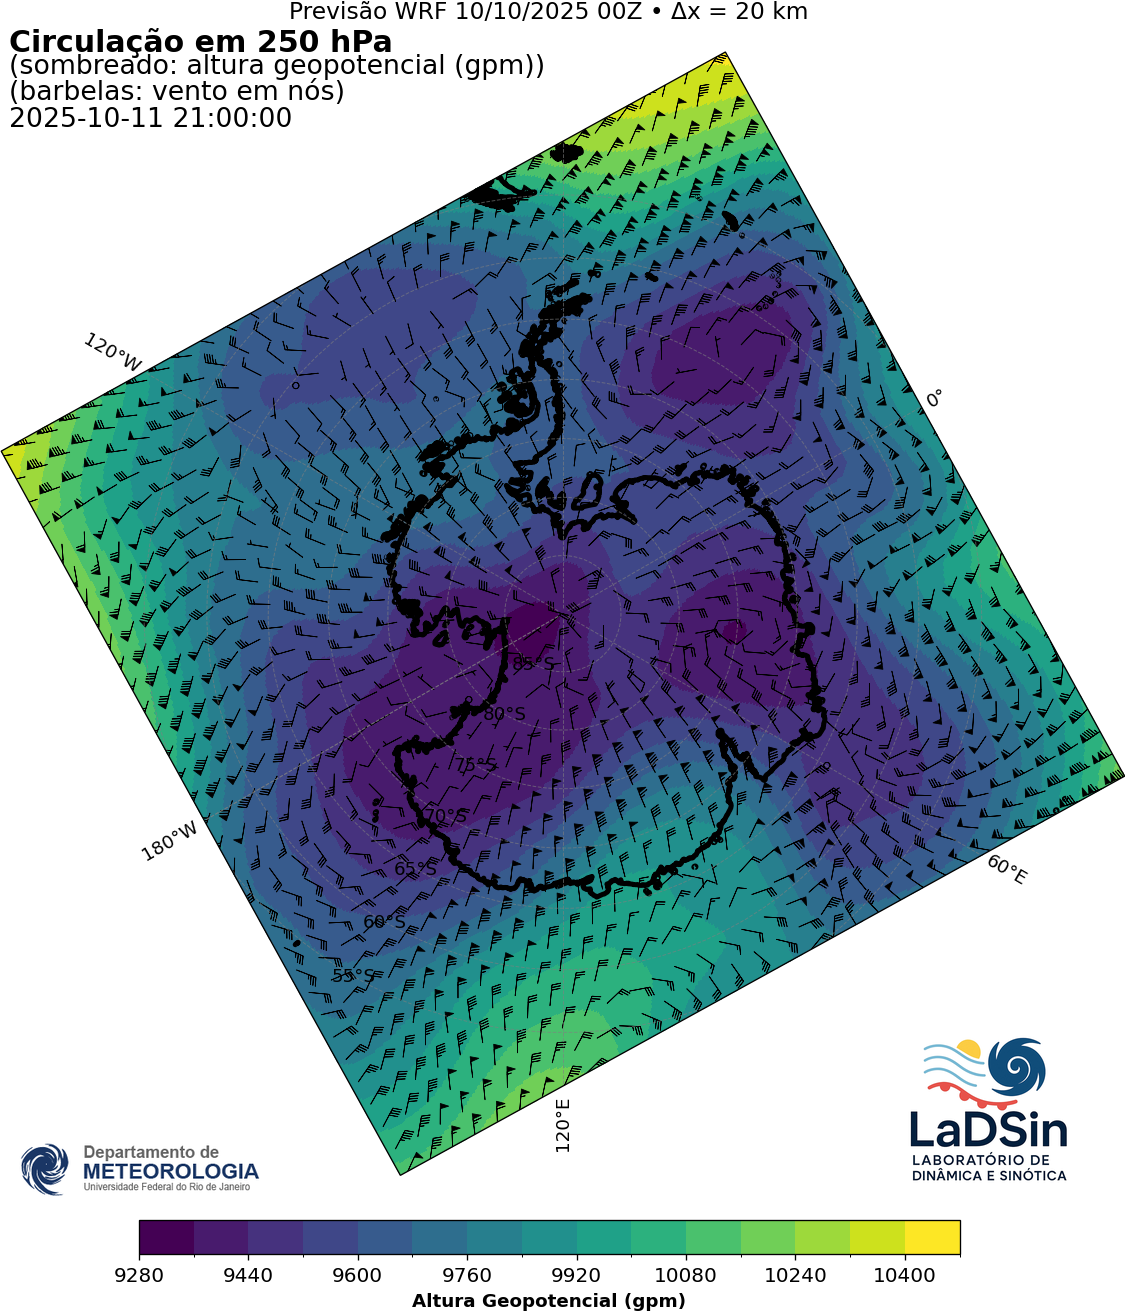 Previsão WRF 10/10/2025 00Z • Δx = 20 km
Circulação em 250 hPa
(sombreado: altura geopotencial (gpm))
(barbelas: vento em nós)
2025-10-11 21:00:00
120°W
0°
85°S
80°S
75°S
70°S
65°S
60°S
55°S
180°W
60°E
120°E
LaDSin
LABORATÓRIO DE
DINÂMICA E SINÓTICA
Departamento de
METEOROLOGIA
Universidade Federal do Rio de Janeiro
9280 9440 9600 9760 9920 10080 10240 10400
Altura Geopotencial (gpm)